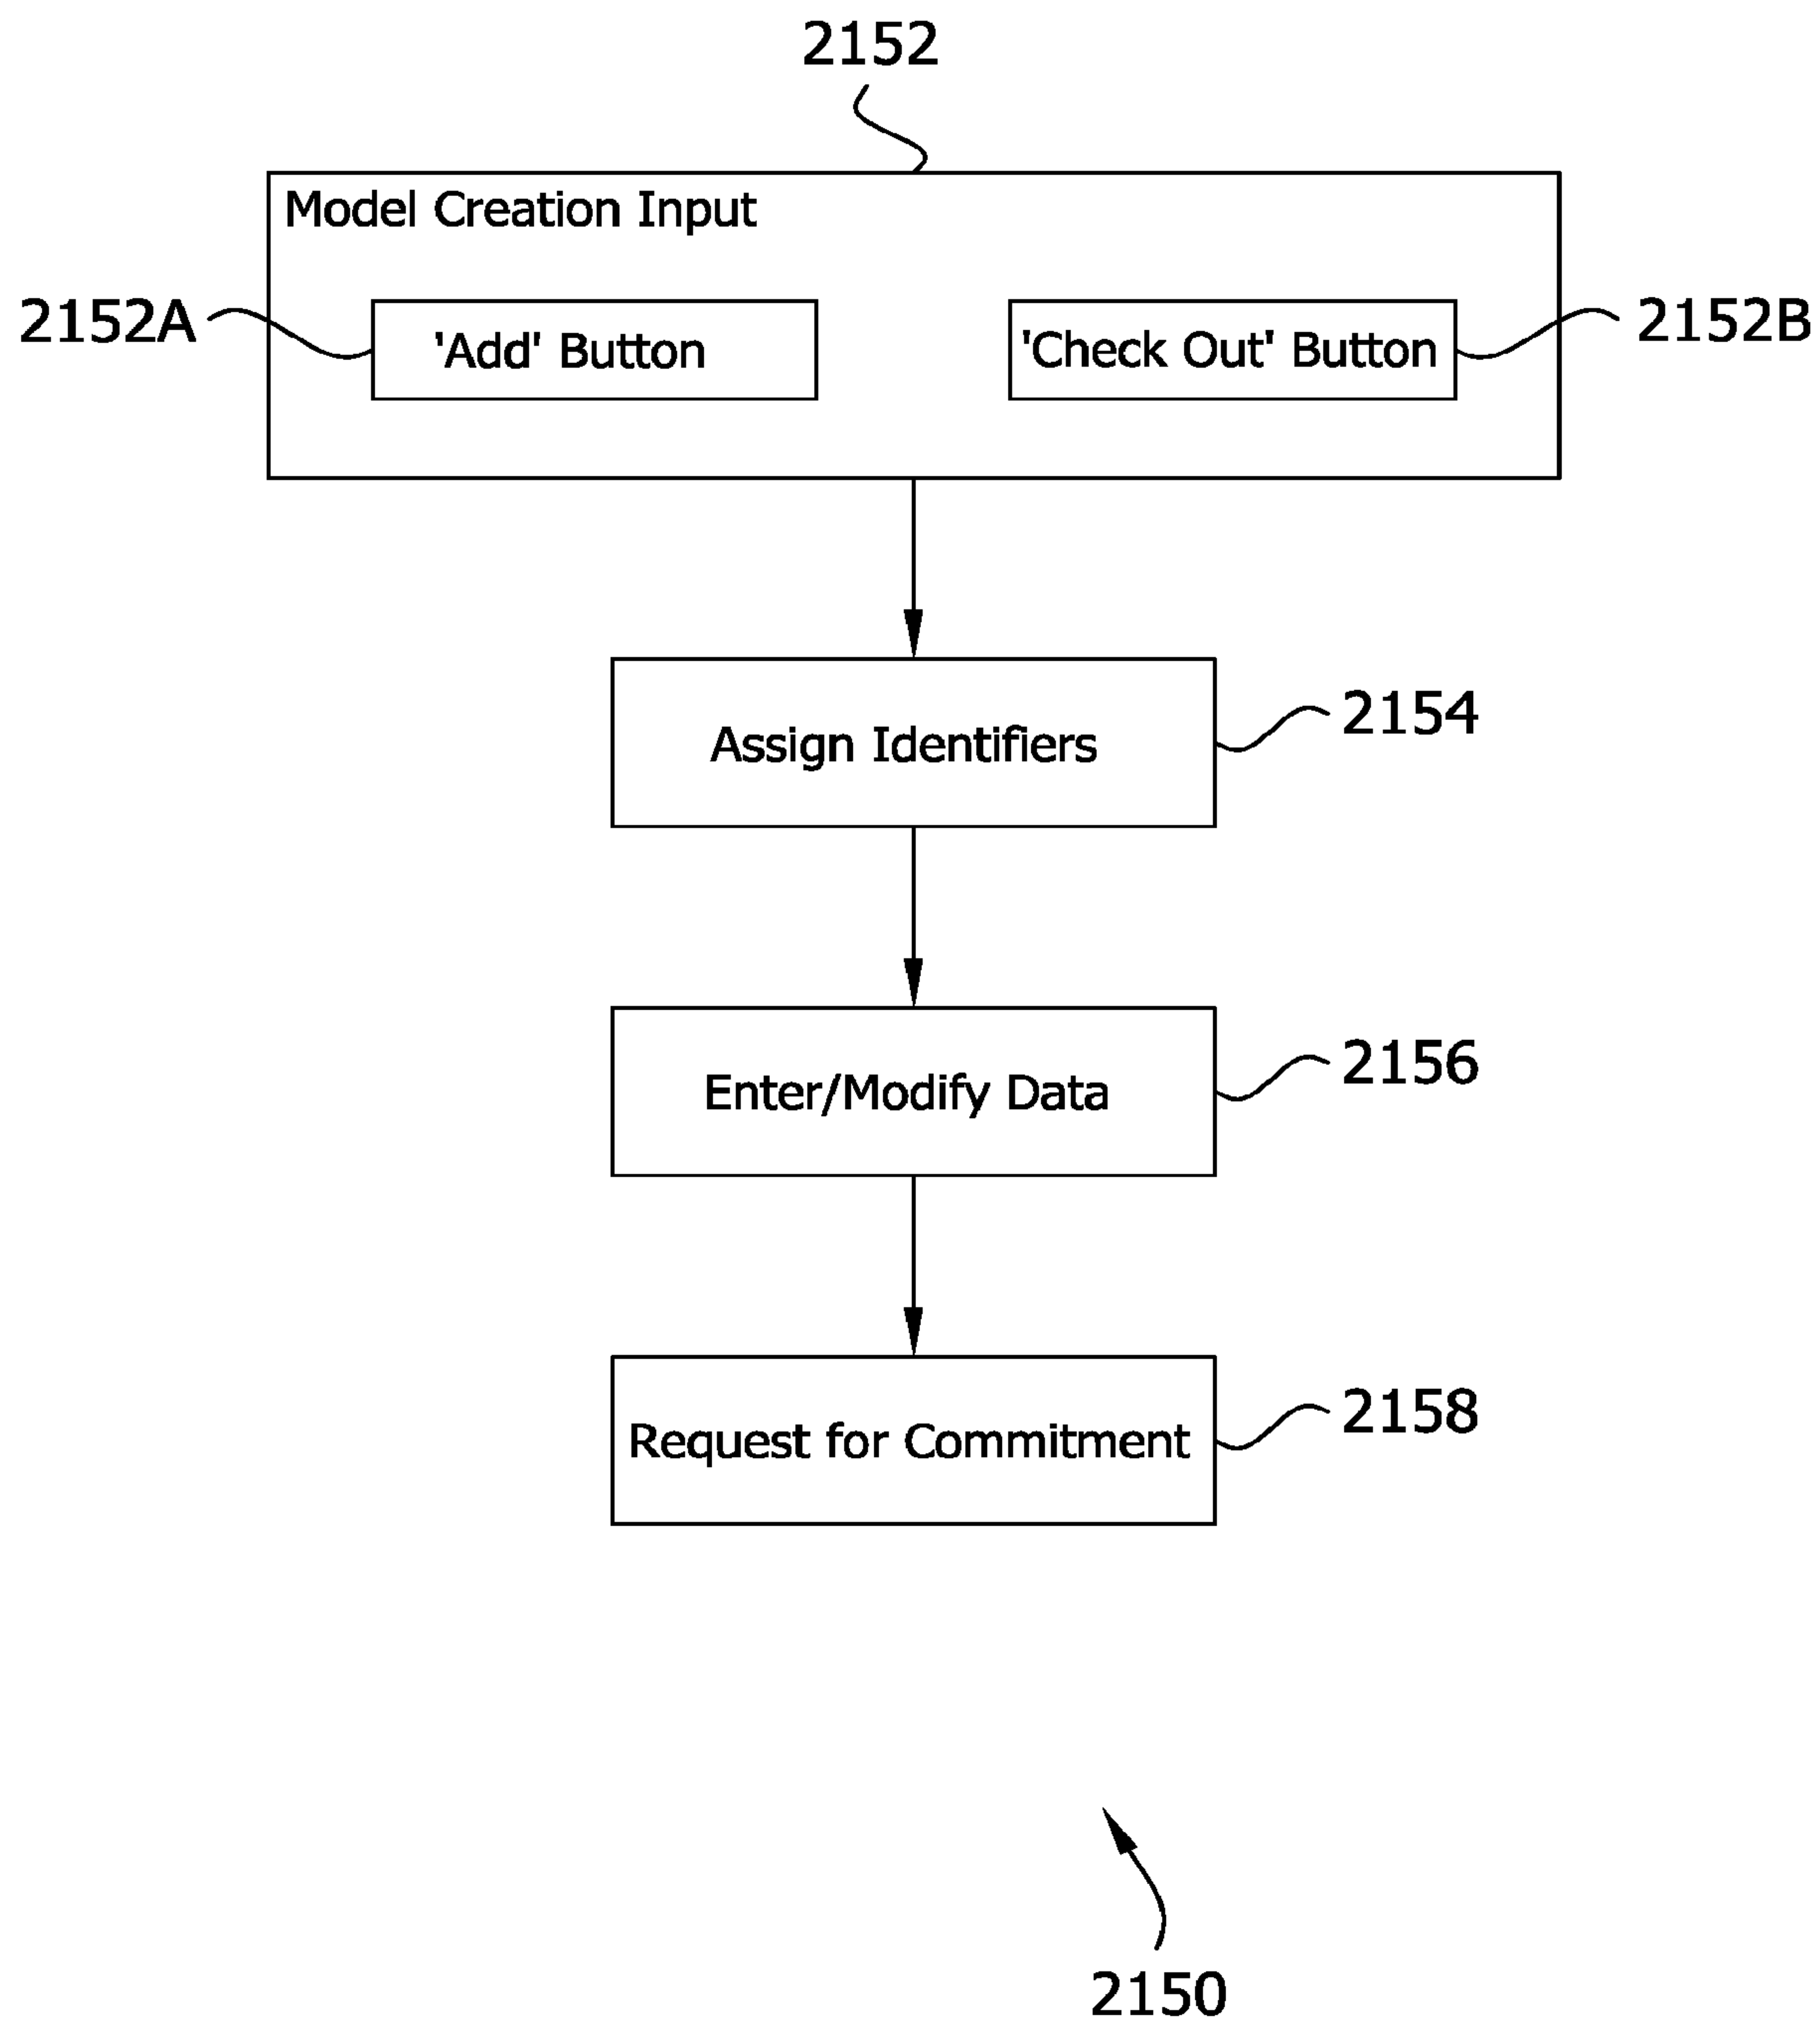 2152
Model Creation Input
2152A
'Add' Button
'Check Out' Button
2152B
Assign Identifiers
2154
Enter/Modify Data
2156
Request for Commitment
2158
2150